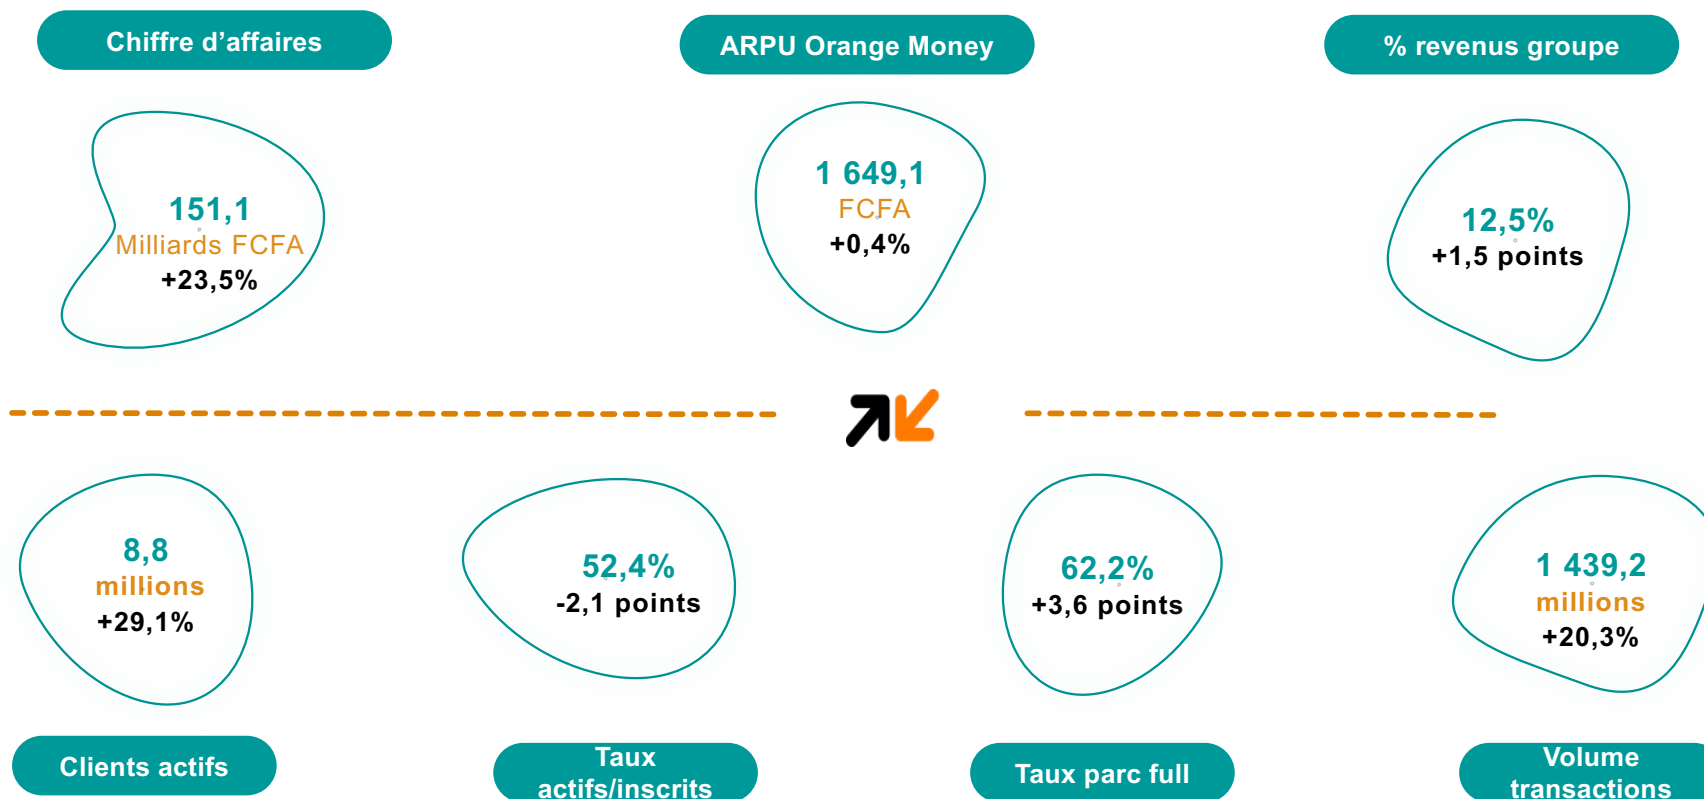 Chiffre d’affaires
ARPU Orange Money
% revenus groupe
151,1
Milliards FCFA
+23,5%
1 649,1
FCFA
+0,4%
12,5%
+1,5 points
8,8
millions
+29,1%
52,4%
-2,1 points
62,2%
+3,6 points
1 439,2
millions
+20,3%
Clients actifs
Taux
actifs/inscrits
Taux parc full
Volume
transactions